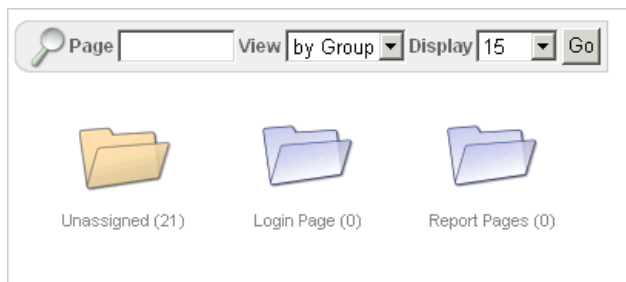 Page View by Group Display 15 Go
Unassigned (21) Login Page (0) Report Pages (0)